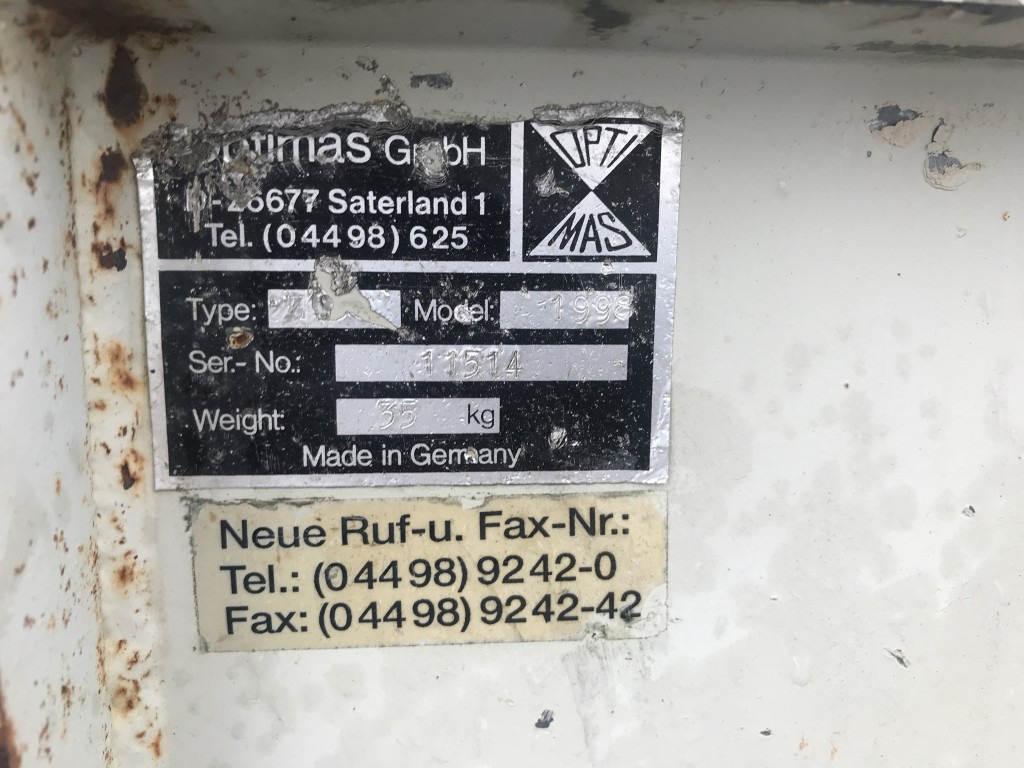 GmbH
Saterland 1
Tel. (04498) 625
OPTI
MAS
Type:
Model: 1998
Ser.- No.: 11514
Weight: 35 kg
Made in Germany
Neue Ruf-u. Fax-Nr.:
Tel.: (04498) 9242-0
Fax: (04498) 9242-42